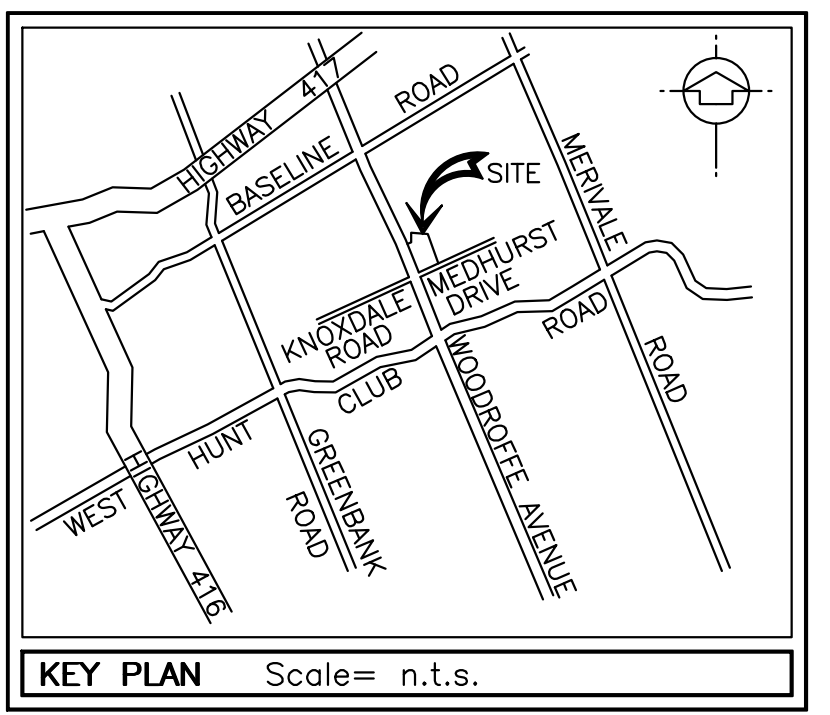 HIGHWAY 417
BASELINE ROAD
SITE
MERIVALE ROAD
MEDHURST
DRIVE
KNOXDALE
ROAD
WEST HUNT CLUB ROAD
GREENBANK ROAD
WOODROFFE AVENUE
HIGHWAY 416
KEY PLAN Scale= n.t.s.